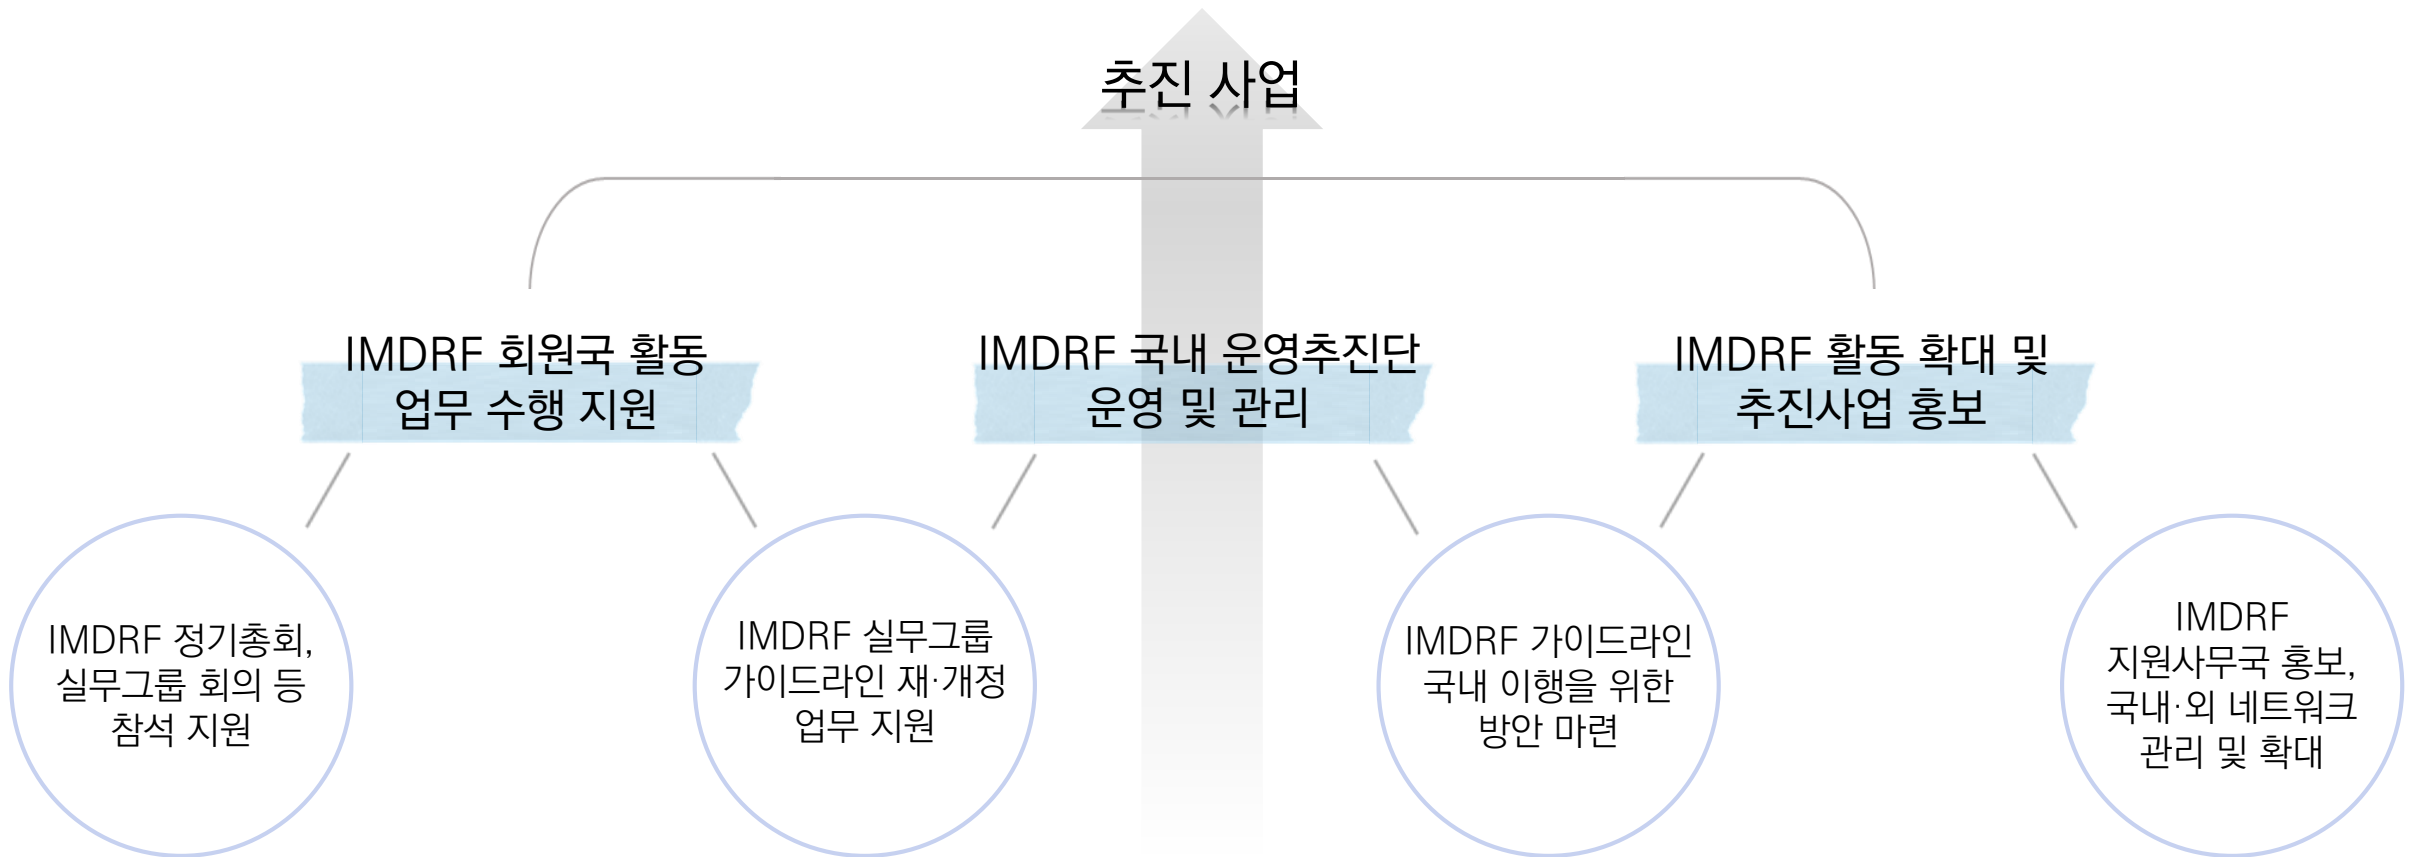 추진 사업
IMDRF 회원국 활동
업무 수행 지원
IMDRF 국내 운영추진단
운영 및 관리
IMDRF 활동 확대 및
추진사업 홍보
IMDRF 정기총회,
실무그룹 회의 등
참석 지원
IMDRF 실무그룹
가이드라인 재·개정
업무 지원
IMDRF 가이드라인
국내 이행을 위한
방안 마련
IMDRF
지원사무국 홍보,
국내·외 네트워크
관리 및 확대